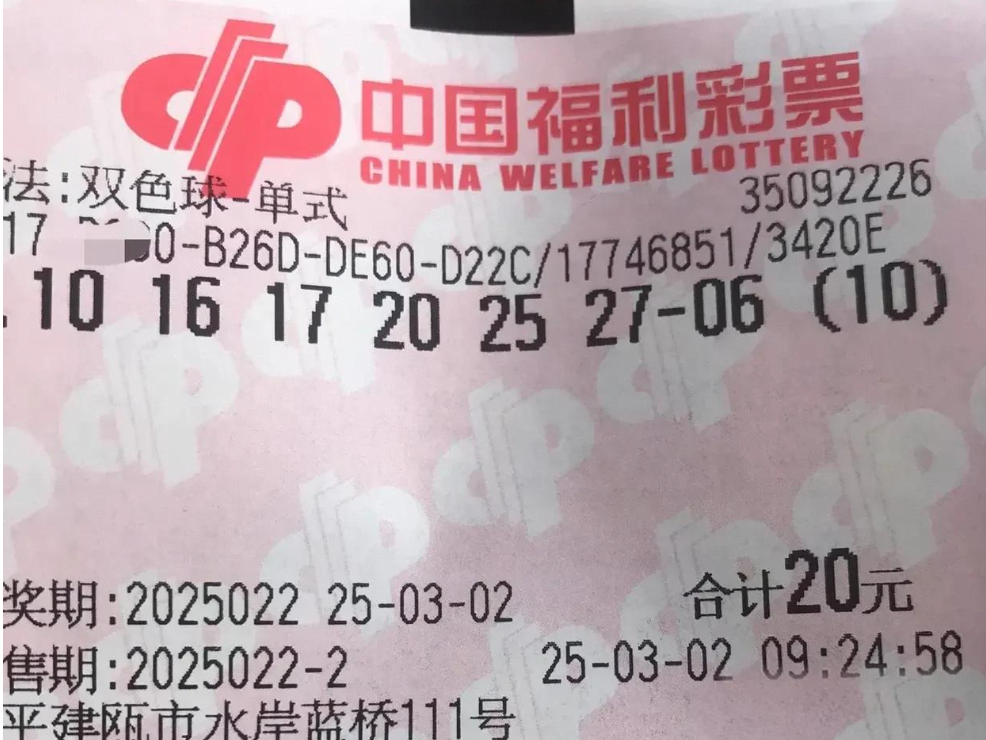 中国福利彩票
CHINA WELFARE LOTTERY
法:双色球-单式
35092226
17 0-B26D-DE60-D22C/17746851/3420E
10 16 17 20 25 27-06 (10)
奖期:2025022 25-03-02
合计20元
售期:2025022-2
25-03-02 09:24:58
平建瓯市水岸蓝桥111号